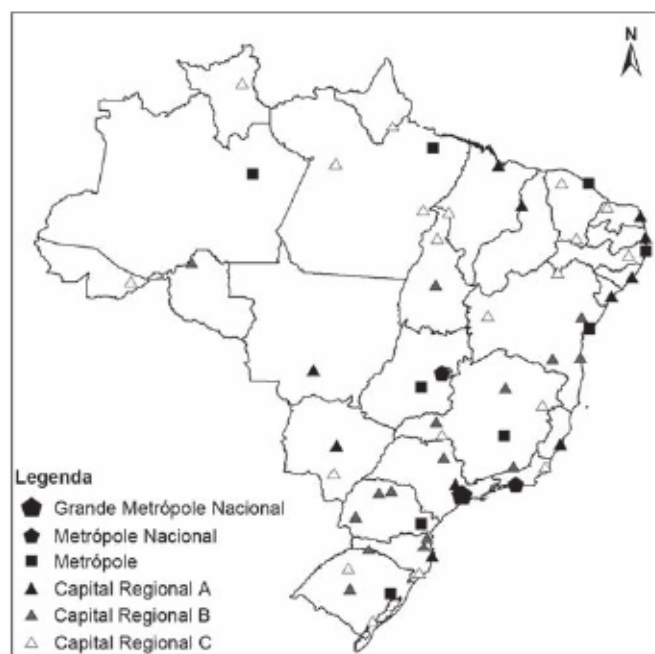 N
Legenda
Grande Metrópole Nacional
Metrópole Nacional
Metrópole
Capital Regional A
Capital Regional B
Capital Regional C